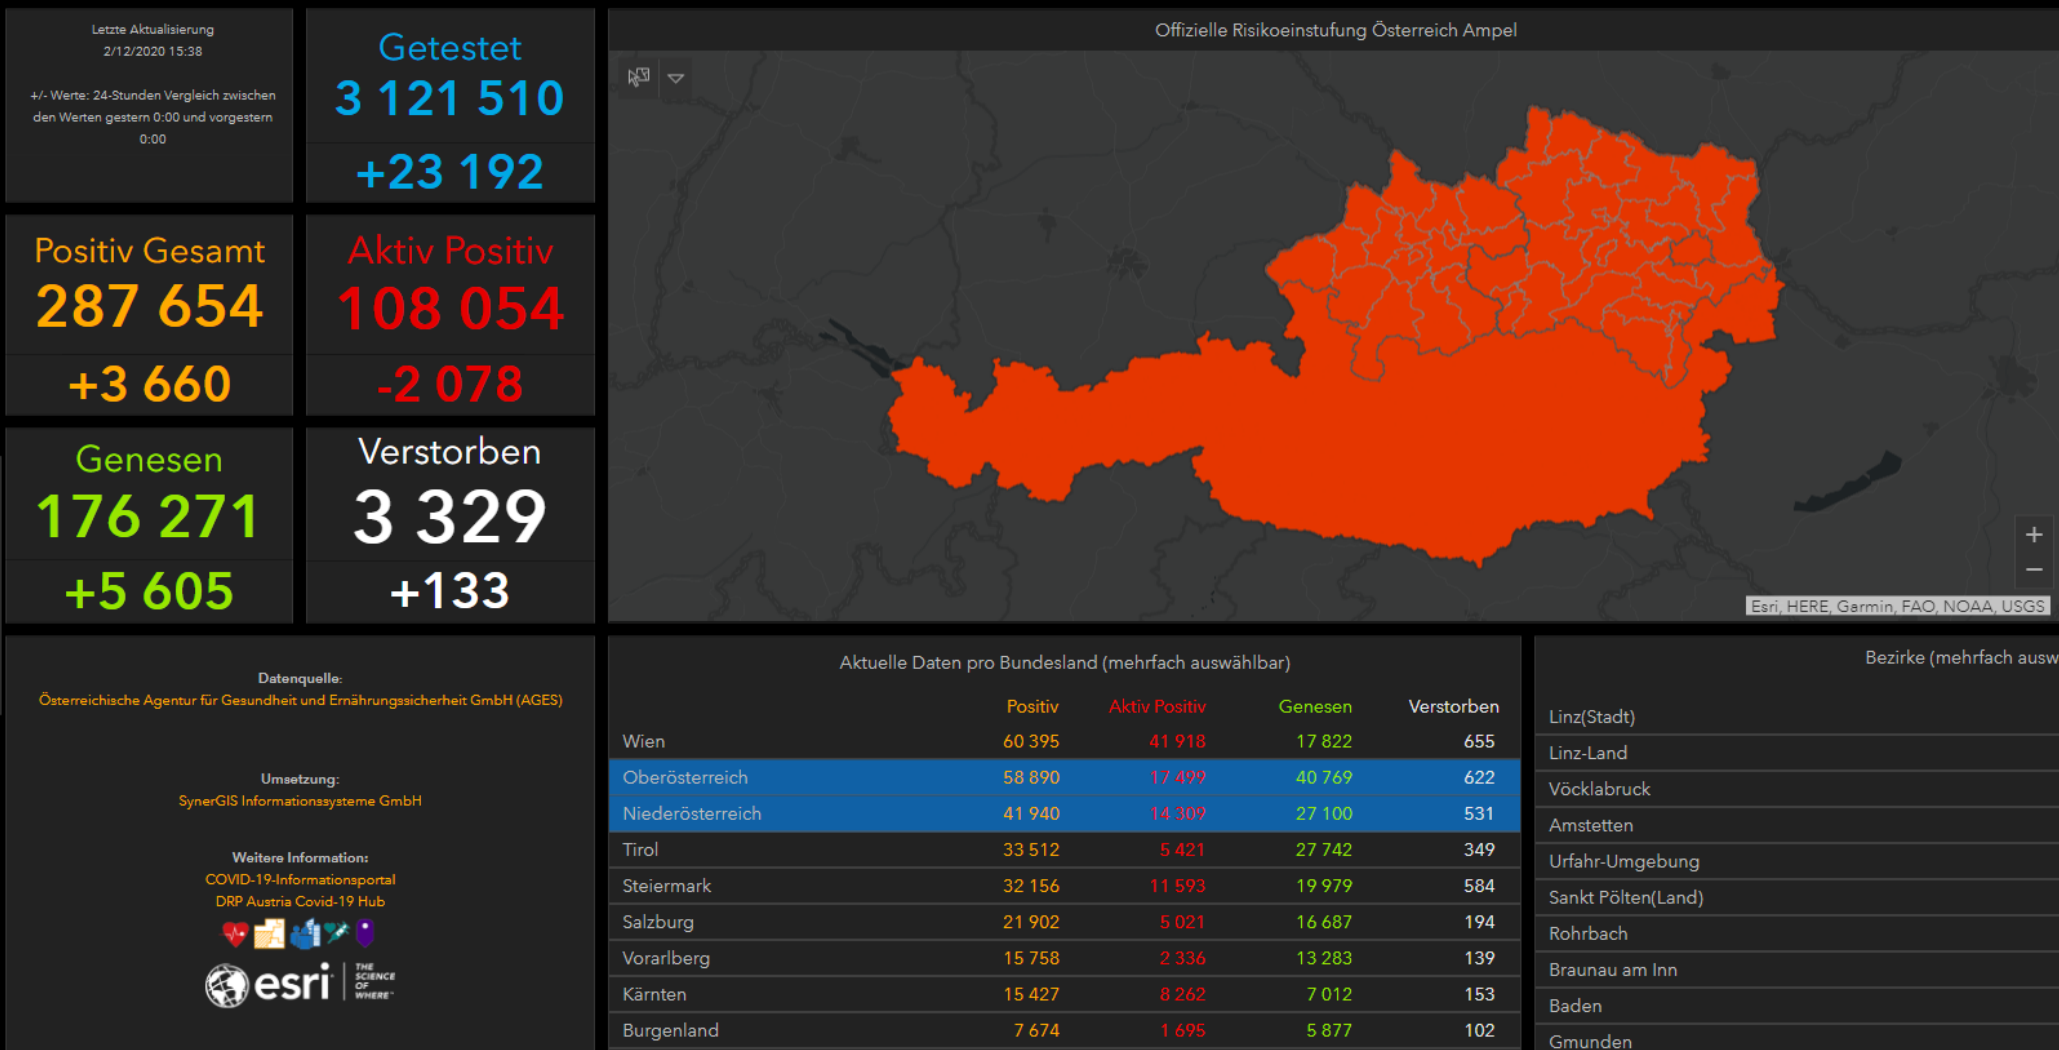 Letzte Aktualisierung
2/12/2020 15:38
+/- Werte: 24-Stunden Vergleich zwischen
den Werten gestern 0:00 und vorgestern
0:00
Getestet
3 121 510
+23 192
Positiv Gesamt
287 654
+3 660
Aktiv Positiv
108 054
-2 078
Genesen
176 271
+5 605
Verstorben
3 329
+133
Offizielle Risikoeinstufung Österreich Ampel
+
−
Esri, HERE, Garmin, FAO, NOAA, USGS
Datenquelle:
Österreichische Agentur für Gesundheit und Ernährungssicherheit GmbH (AGES)
Umsetzung:
SynerGIS Informationssysteme GmbH
Weitere Information:
COVID-19-Informationsportal
DRP Austria Covid-19 Hub
esri
THE
SCIENCE
OF
WHERE™
Aktuelle Daten pro Bundesland (mehrfach auswählbar)
Positiv Aktiv Positiv Genesen Verstorben
Wien 60 395 41 918 17 822 655
Oberösterreich 58 890 17 499 40 769 622
Niederösterreich 41 940 14 309 27 100 531
Tirol 33 512 5 421 27 742 349
Steiermark 32 156 11 593 19 979 584
Salzburg 21 902 5 021 16 687 194
Vorarlberg 15 758 2 336 13 283 139
Kärnten 15 427 8 262 7 012 153
Burgenland 7 674 1 695 5 877 102
Bezirke (mehrfach ausw
Linz(Stadt)
Linz-Land
Vöcklabruck
Amstetten
Urfahr-Umgebung
Sankt Pölten(Land)
Rohrbach
Braunau am Inn
Baden
Gmunden